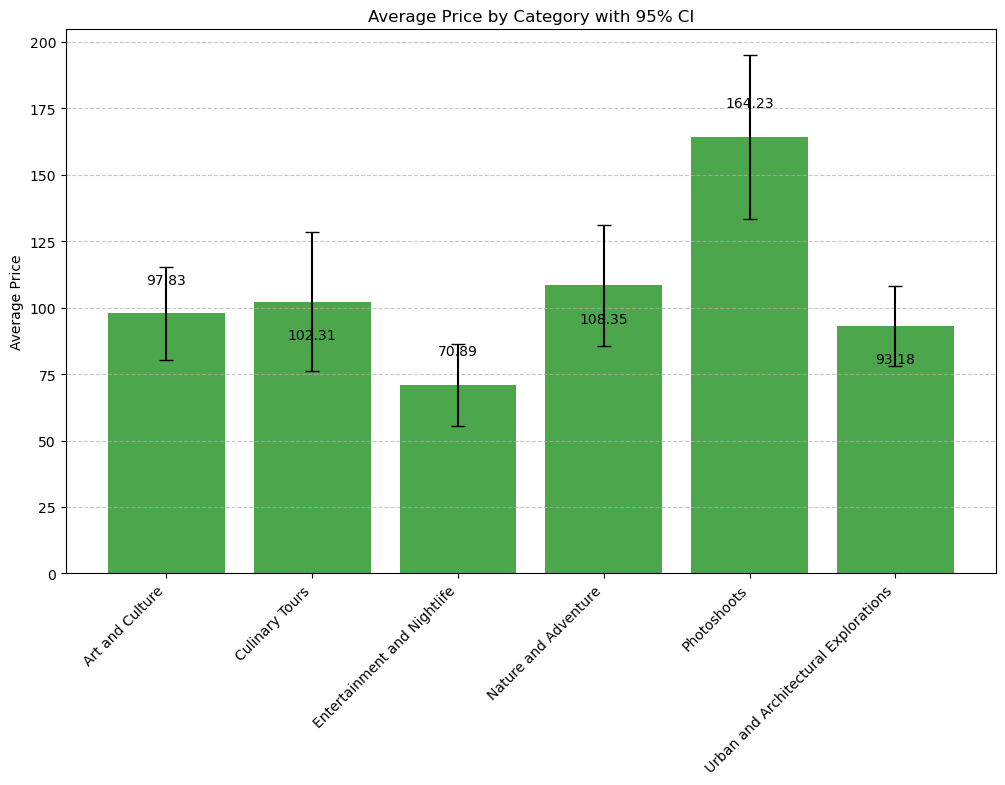 Average Price by Category with 95% CI
Average Price
200
175
150
125
100
75
50
25
0
97.83
102.31
70.89
108.35
164.23
93.18
Art and Culture
Culinary Tours
Entertainment and Nightlife
Nature and Adventure
Photoshoots
Urban and Architectural Explorations